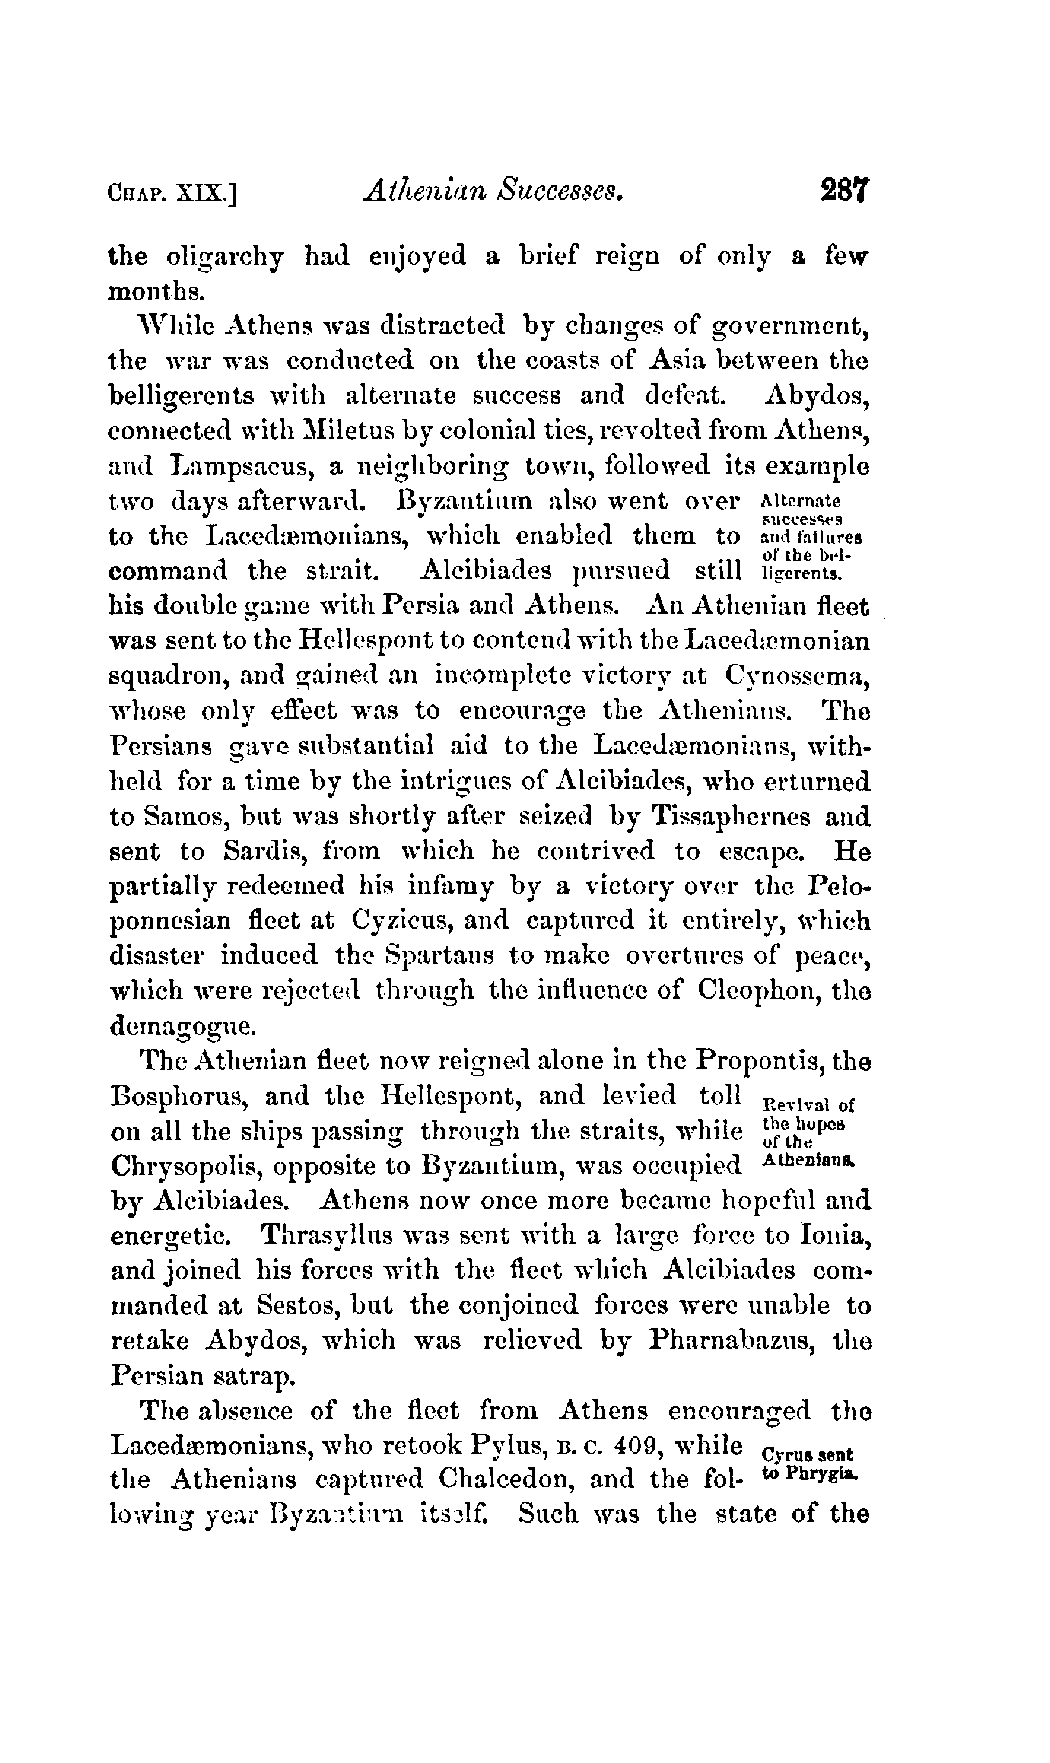 CHAP. XIX.] Athenian Successes. 287
the oligarchy had enjoyed a brief reign of only a few
months.
While Athens was distracted by changes of government,
the war was conducted on the coasts of Asia between the
belligerents with alternate success and defeat. Abydos,
connected with Miletus by colonial ties, revolted from Athens,
and Lampsacus, a neighboring town, followed its example
two days afterward. Byzantium also went over
to the Lacedæmonians, which enabled them to
command the strait. Alcibiades pursued still
Alternate
successes
and failures
of the bel-
ligerents.
his double game with Persia and Athens. An Athenian fleet
was sent to the Hellespont to contend with the Lacedæmonian
squadron, and gained an incomplete victory at Cynossema,
whose only effect was to encourage the Athenians. The
Persians gave substantial aid to the Lacedæmonians, with-
held for a time by the intrigues of Alcibiades, who erturned
to Samos, but was shortly after seized by Tissaphernes and
sent to Sardis, from which he contrived to escape. He
partially redeemed his infamy by a victory over the Pelo-
ponnesian fleet at Cyzicus, and captured it entirely, which
disaster induced the Spartans to make overtures of peace,
which were rejected through the influence of Cleophon, the
demagogue.
The Athenian fleet now reigned alone in the Propontis, the
Bosphorus, and the Hellespont, and levied toll
on all the ships passing through the straits, while
Chrysopolis, opposite to Byzantium, was occupied
Revival of
the hopes
of the
Athenians.
by Alcibiades. Athens now once more became hopeful and
energetic. Thrasyllus was sent with a large force to Ionia,
and joined his forces with the fleet which Alcibiades com-
manded at Sestos, but the conjoined forces were unable to
retake Abydos, which was relieved by Pharnabazus, the
Persian satrap.
The absence of the fleet from Athens encouraged the
Lacedæmonians, who retook Pylus, B. C. 409, while
the Athenians captured Chalcedon, and the fol-
Cyrus sent
to Phrygia.
lowing year Byzantium itself. Such was the state of the